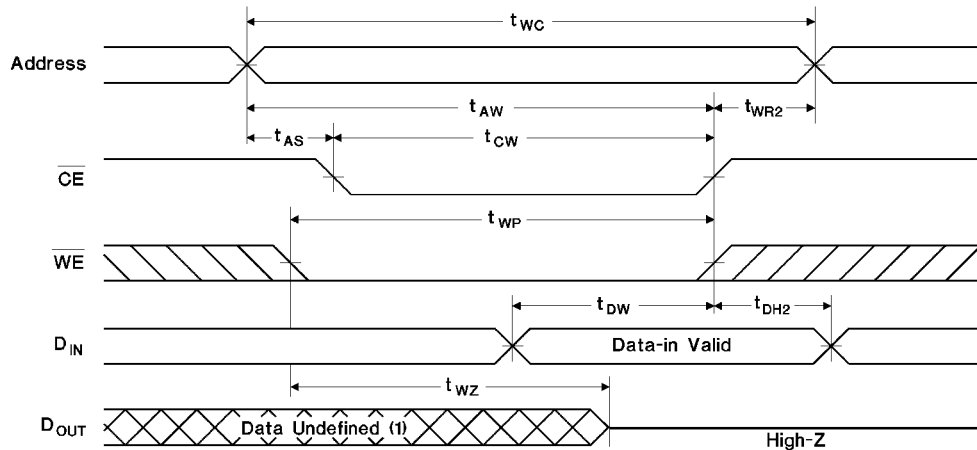 tWC
Address
tAW
tWR2
tAS
tCW
CE
tWP
WE
tDW
tDH2
DIN
Data-in Valid
tWZ
DOUT
Data Undefined (1)
High-Z